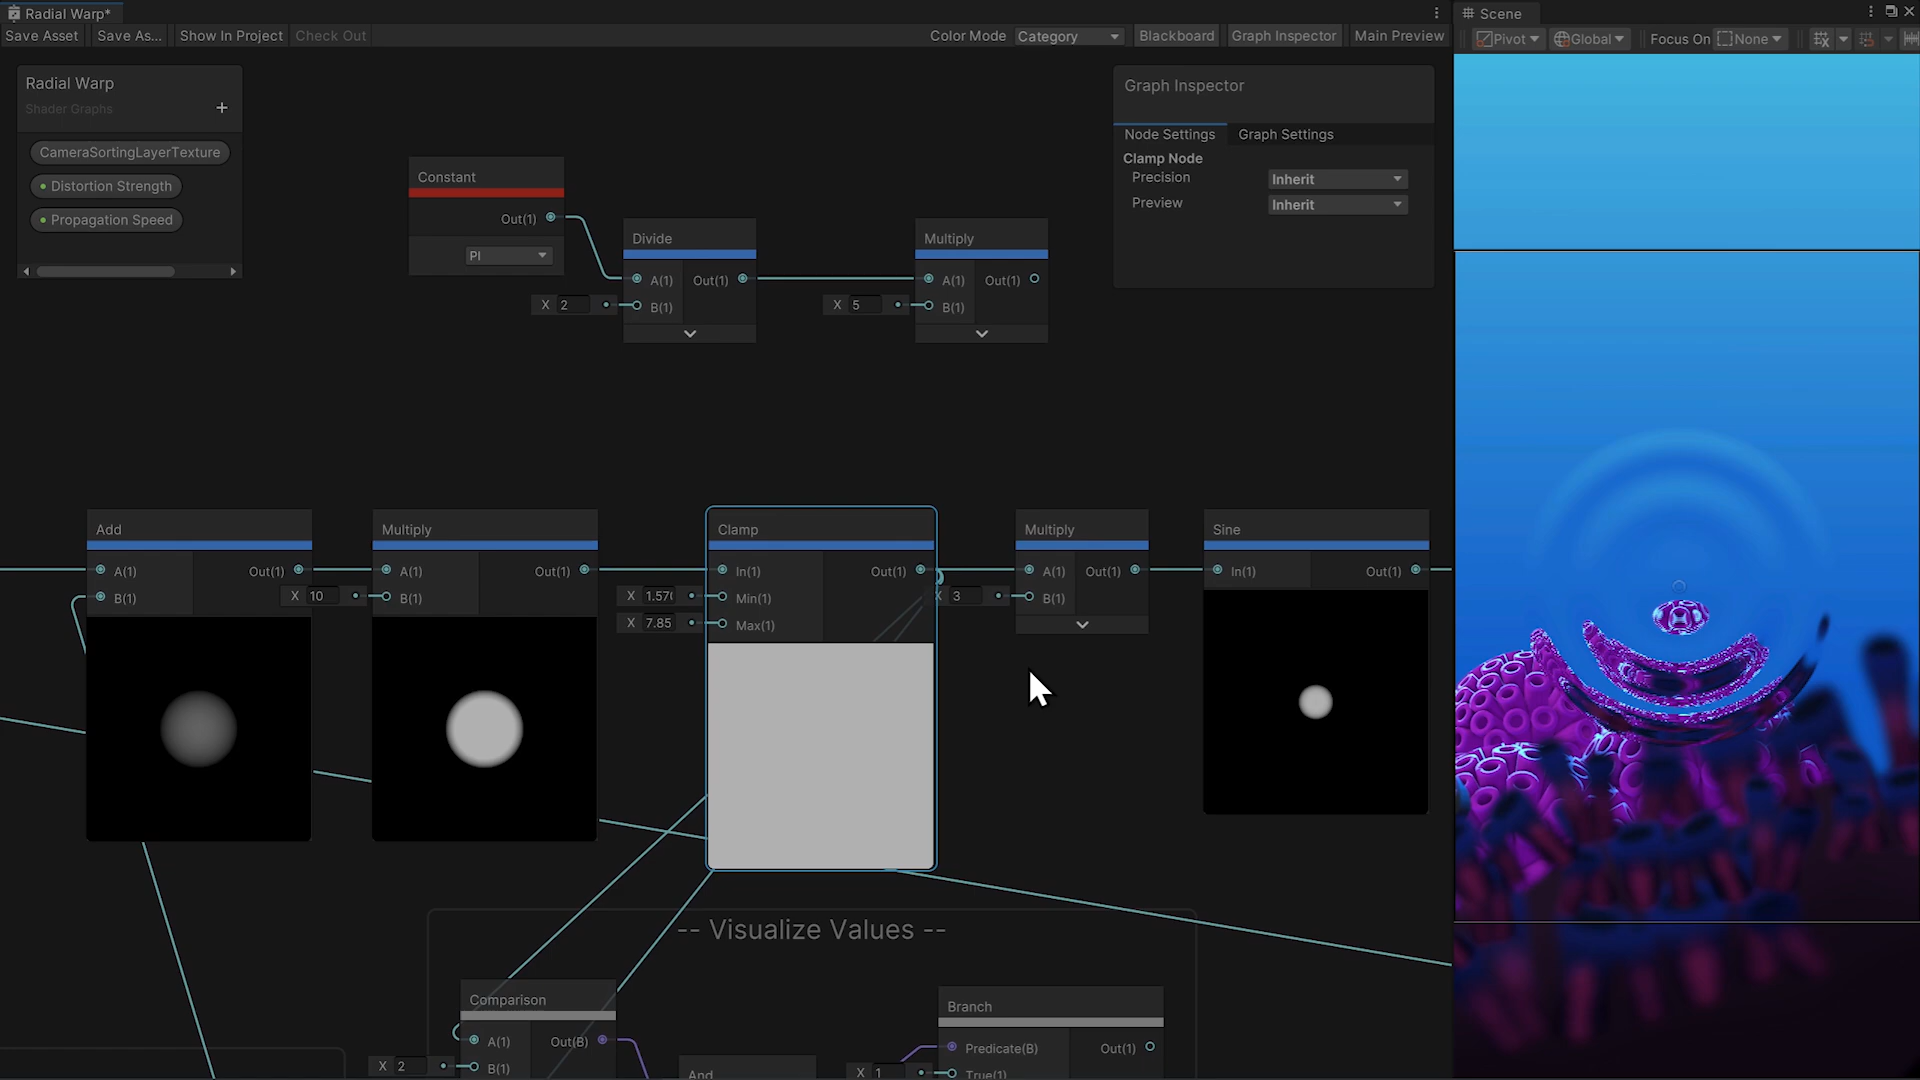 Radial Warp*
Save Asset
Save As...
Show In Project
Check Out
Color Mode
Category
Blackboard
Graph Inspector
Main Preview
Scene
Pivot
Global
Focus On
None
Radial Warp
Shader Graphs
+
CameraSortingLayerTexture
Distortion Strength
Propagation Speed
Graph Inspector
Node Settings
Graph Settings
Clamp Node
Precision
Inherit
Preview
Inherit
Constant
Out(1)
PI
Divide
A(1)
Out(1)
X 2
B(1)
Multiply
A(1)
Out(1)
X 5
B(1)
Add
A(1)
Out(1)
B(1)
Multiply
A(1)
Out(1)
X 10
B(1)
Clamp
In(1)
Out(1)
X 1.57
Min(1)
X 7.85
Max(1)
Multiply
A(1)
Out(1)
X 3
B(1)
Sine
In(1)
Out(1)
-- Visualize Values --
Comparison
A(1)
Out(B)
X 2
B(1)
And
Branch
Predicate(B)
Out(1)
X 1
True(1)